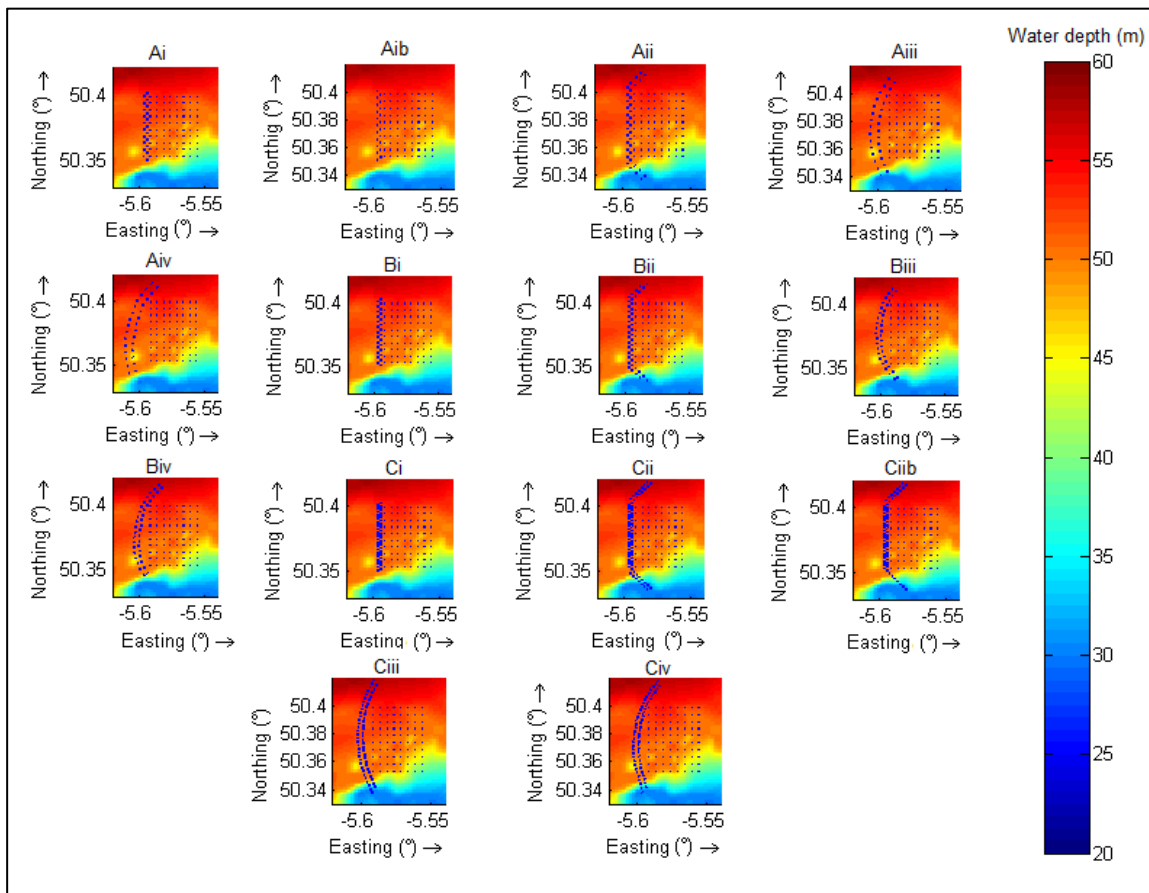 Water depth (m)
60
55
50
45
40
35
30
25
20
Ai
Northing (°) →
50.4
50.35
-5.6 -5.55
Easting (°) →
Aib
Northig (°) →
50.4
50.38
50.36
50.34
-5.6 -5.55
Easting (°) →
Aii
Northing (°) →
50.4
50.38
50.36
50.34
-5.6 -5.55
Easting (°) →
Aiii
Northing (°) →
50.4
50.38
50.36
50.34
-5.6 -5.55
Easting (°) →
Aiv
Northing (°) →
50.4
50.35
-5.6 -5.55
Easting (°) →
Bi
Northing (°) →
50.4
50.35
-5.6 -5.55
Easting (°) →
Bii
Northing (°) →
50.4
50.35
-5.6 -5.55
Easting (°) →
Biii
Northing (°) →
50.4
50.35
-5.6 -5.55
Easting (°) →
Biv
Northing (°) →
50.4
50.35
-5.6 -5.55
Easting (°) →
Ci
Northing (°) →
50.4
50.35
-5.6 -5.55
Easting (°) →
Cii
Northing (°) →
50.4
50.35
-5.6 -5.55
Easting (°) →
Ciib
Northing (°) →
50.4
50.35
-5.6 -5.55
Easting (°) →
Ciii
Northing (°)
50.4
50.38
50.36
50.34
-5.6 -5.55
Easting (°) →
Civ
Northing (°) →
50.4
50.38
50.36
50.34
-5.6 -5.55
Easting (°) →